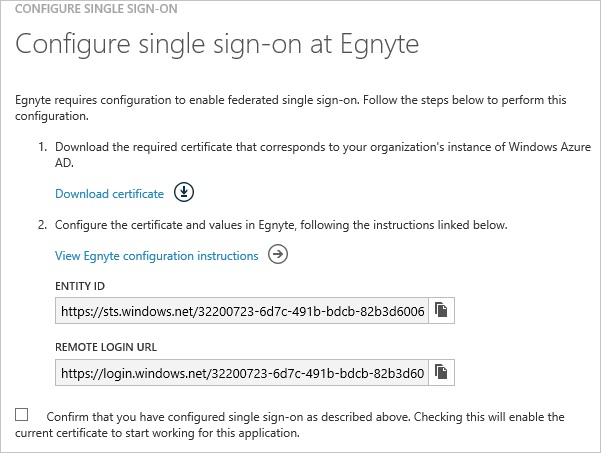 CONFIGURE SINGLE SIGN-ON
Configure single sign-on at Egnyte
Egnyte requires configuration to enable federated single sign-on. Follow the steps below to perform this
configuration.
1. Download the required certificate that corresponds to your organization's instance of Windows Azure
AD.
Download certificate
2. Configure the certificate and values in Egnyte, following the instructions linked below.
View Egnyte configuration instructions
ENTITY ID
https://sts.windows.net/32200723-6d7c-491b-bdcb-82b3d6006
REMOTE LOGIN URL
https://login.windows.net/32200723-6d7c-491b-bdcb-82b3d60
Confirm that you have configured single sign-on as described above. Checking this will enable the
current certificate to start working for this application.